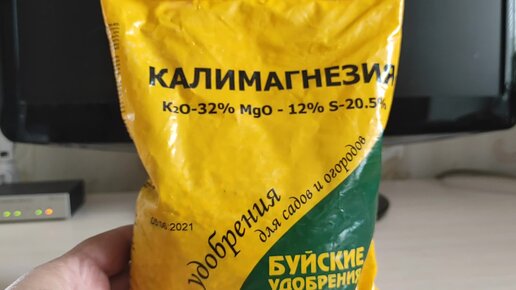 КАЛИМАГНЕЗИЯ
K₂O-32% MgO - 12% S-20.5%
удобрения
для садов и огородов
2021
БУЙСКИЕ
УДОБРЕНИЯ